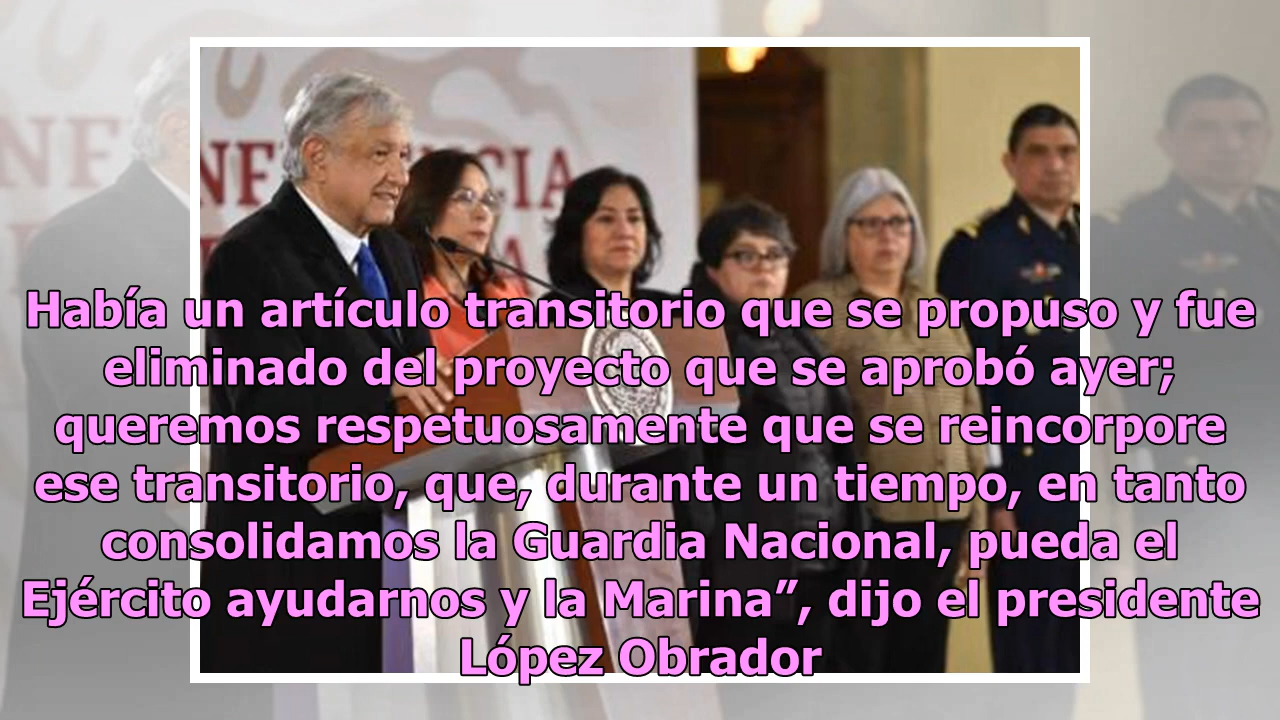 NFERENCIA
Había un artículo transitorio que se propuso y fue
eliminado del proyecto que se aprobó ayer;
queremos respetuosamente que se reincorpore
ese transitorio, que, durante un tiempo, en tanto
consolidamos la Guardia Nacional, pueda el
Ejército ayudarnos y la Marina”, dijo el presidente
López Obrador